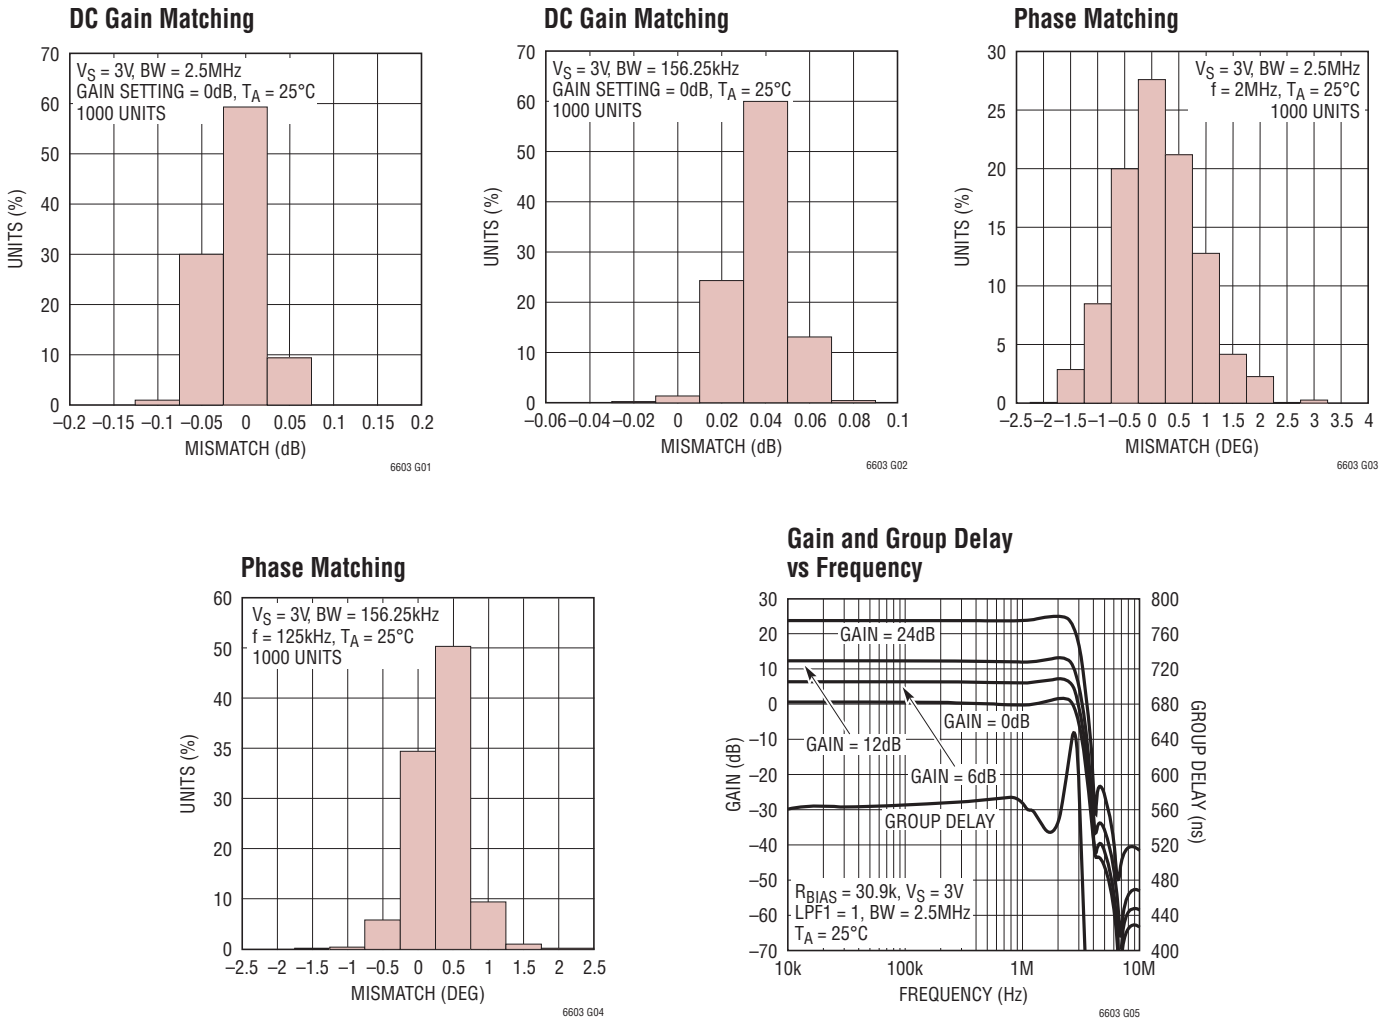 DC Gain Matching
70
60
50
40
30
20
10
0
UNITS (%)
VS = 3V, BW = 2.5MHz
GAIN SETTING = 0dB, TA = 25°C
1000 UNITS
–0.2 –0.15 –0.1 –0.05 0 0.05 0.1 0.15 0.2
MISMATCH (dB)
6603 G01
DC Gain Matching
70
60
50
40
30
20
10
0
UNITS (%)
VS = 3V, BW = 156.25kHz
GAIN SETTING = 0dB, TA = 25°C
1000 UNITS
–0.06 –0.04 –0.02 0 0.02 0.04 0.06 0.08 0.1
MISMATCH (dB)
6603 G02
Phase Matching
30
25
20
15
10
5
0
UNITS (%)
VS = 3V, BW = 2.5MHz
f = 2MHz, TA = 25°C
1000 UNITS
–2.5 –2 –1.5 –1 –0.5 0 0.5 1 1.5 2 2.5 3 3.5 4
MISMATCH (DEG)
6603 G03
Phase Matching
60
50
40
35
30
20
10
0
UNITS (%)
VS = 3V, BW = 156.25kHz
f = 125kHz, TA = 25°C
1000 UNITS
–2.5 –2 –1.5 –1 –0.5 0 0.5 1 1.5 2 2.5
MISMATCH (DEG)
6603 G04
Gain and Group Delay
vs Frequency
30
20
10
0
–10
–20
–30
–40
–50
–60
–70
GAIN (dB)
GAIN = 24dB
GAIN = 0dB
GAIN = 12dB
GAIN = 6dB
GROUP DELAY
RBIAS = 30.9k, VS = 3V
LPF1 = 1, BW = 2.5MHz
TA = 25°C
800
760
720
680
640
600
560
520
480
440
400
GROUP DELAY (ns)
10k 100k 1M 10M
FREQUENCY (Hz)
6603 G05